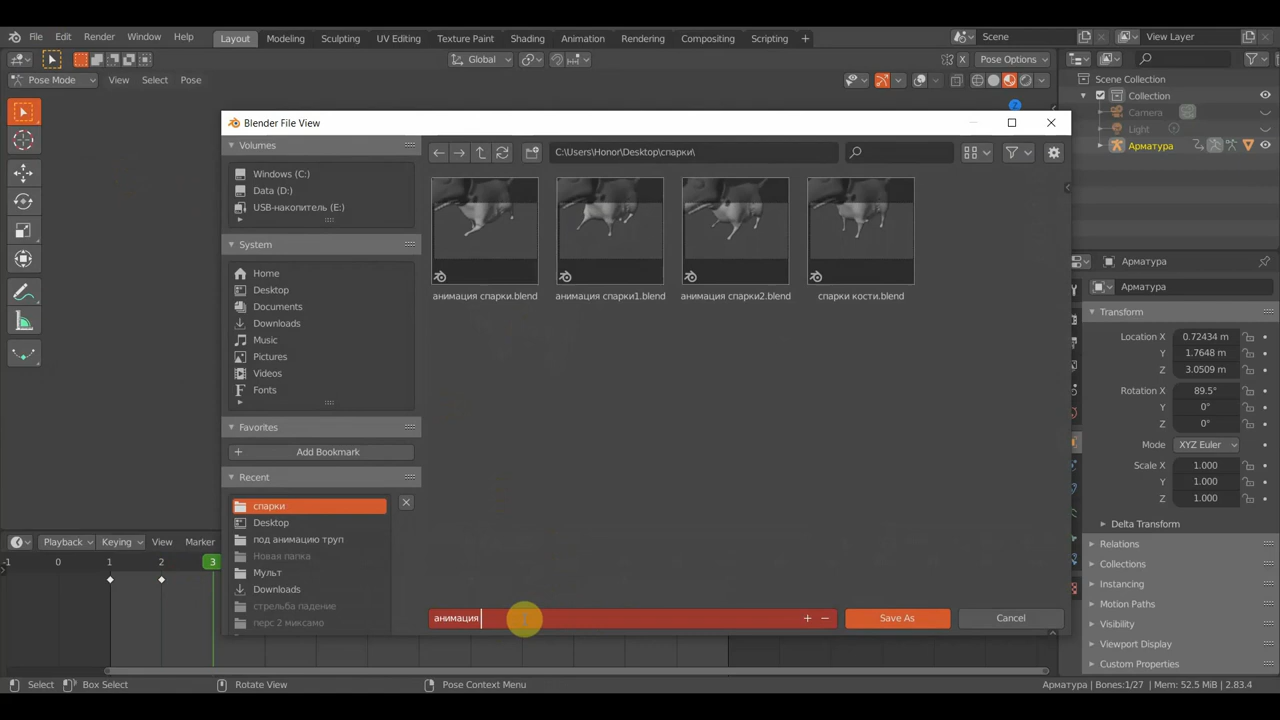 File Edit Render Window Help Layout Modeling Sculpting UV Editing Texture Paint Shading Animation Rendering Compositing Scripting + Scene View Layer
Global Pose Options
Pose Mode View Select Pose
Scene Collection
Collection
Camera
Light
Арматура
Blender File View
Volumes
Windows (C:)
Data (D:)
USB-накопитель (E:)
System
Home
Desktop
Documents
Downloads
Music
Pictures
Videos
Fonts
Favorites
Add Bookmark
Recent
спарки
Desktop
под анимацию труп
Новая папка
Мульт
Downloads
стрельба падение
перс 2 миксамо
C:\Users\Honor\Desktop\спарки\
анимация спарки.blend анимация спарки1.blend анимация спарки2.blend спарки кости.blend
анимация
Save As Cancel
Арматура
Арматура
Transform
Location X 0.72434 m
Y 1.7648 m
Z 3.0509 m
Rotation X 89.5°
Y 0°
Z 0°
Mode XYZ Euler
Scale X 1.000
Y 1.000
Z 1.000
Delta Transform
Relations
Collections
Instancing
Motion Paths
Visibility
Viewport Display
Custom Properties
Playback Keying View Marker
-1 0 1 2 3
Select Box Select Rotate View Pose Context Menu Арматура | Bones:1/27 | Mem: 52.5 MiB | 2.83.4